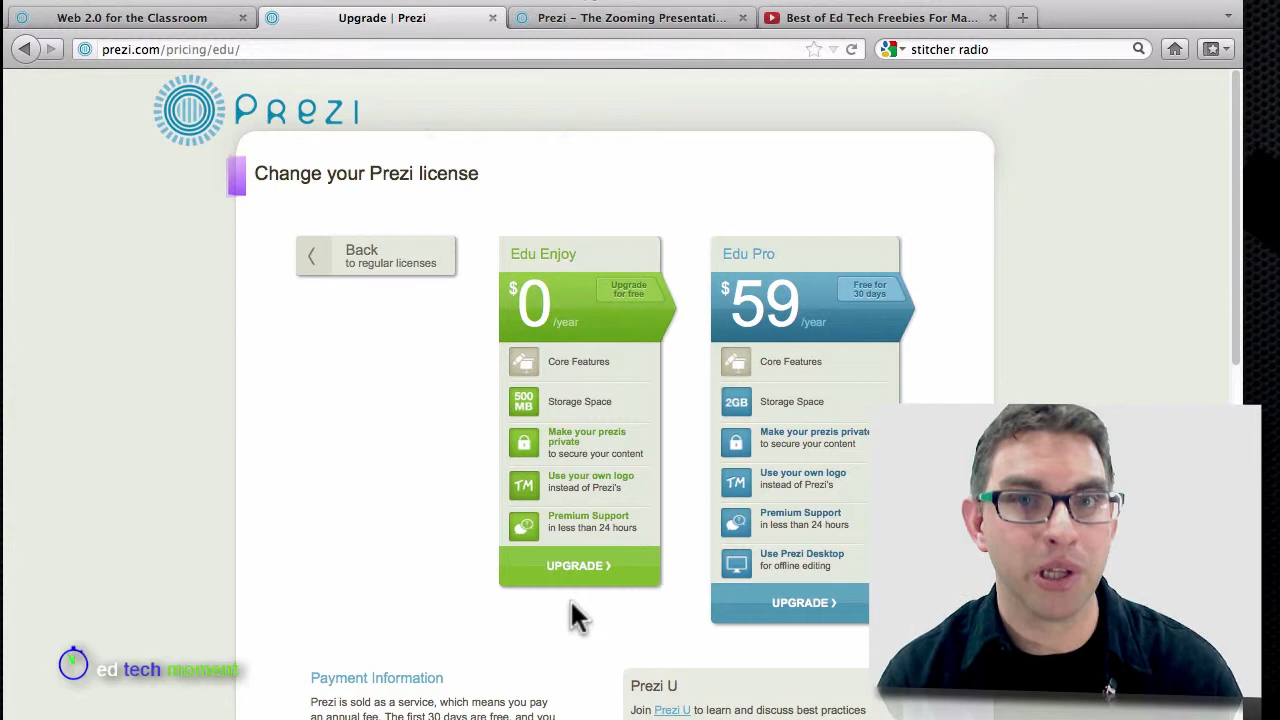 Web 2.0 for the Classroom
Upgrade | Prezi
Prezi – The Zooming Presentati...
Best of Ed Tech Freebies For Ma...
prezi.com/pricing/edu/
stitcher radio
PREZI
Change your Prezi license
Back
to regular licenses
Edu Enjoy
$0 /year
Upgrade
for free
Core Features
500
MB
Storage Space
Make your prezis
private
to secure your content
TM
Use your own logo
instead of Prezi's
Premium Support
in less than 24 hours
UPGRADE ›
Edu Pro
$59 /year
Free for
30 days
Core Features
2GB
Storage Space
Make your prezis private
to secure your content
TM
Use your own logo
instead of Prezi's
Premium Support
in less than 24 hours
Use Prezi Desktop
for offline editing
UPGRADE ›
ed tech moment
Payment Information
Prezi is sold as a service, which means you pay
an annual fee. The first 30 days are free, and you
Prezi U
Join Prezi U to learn and discuss best practices